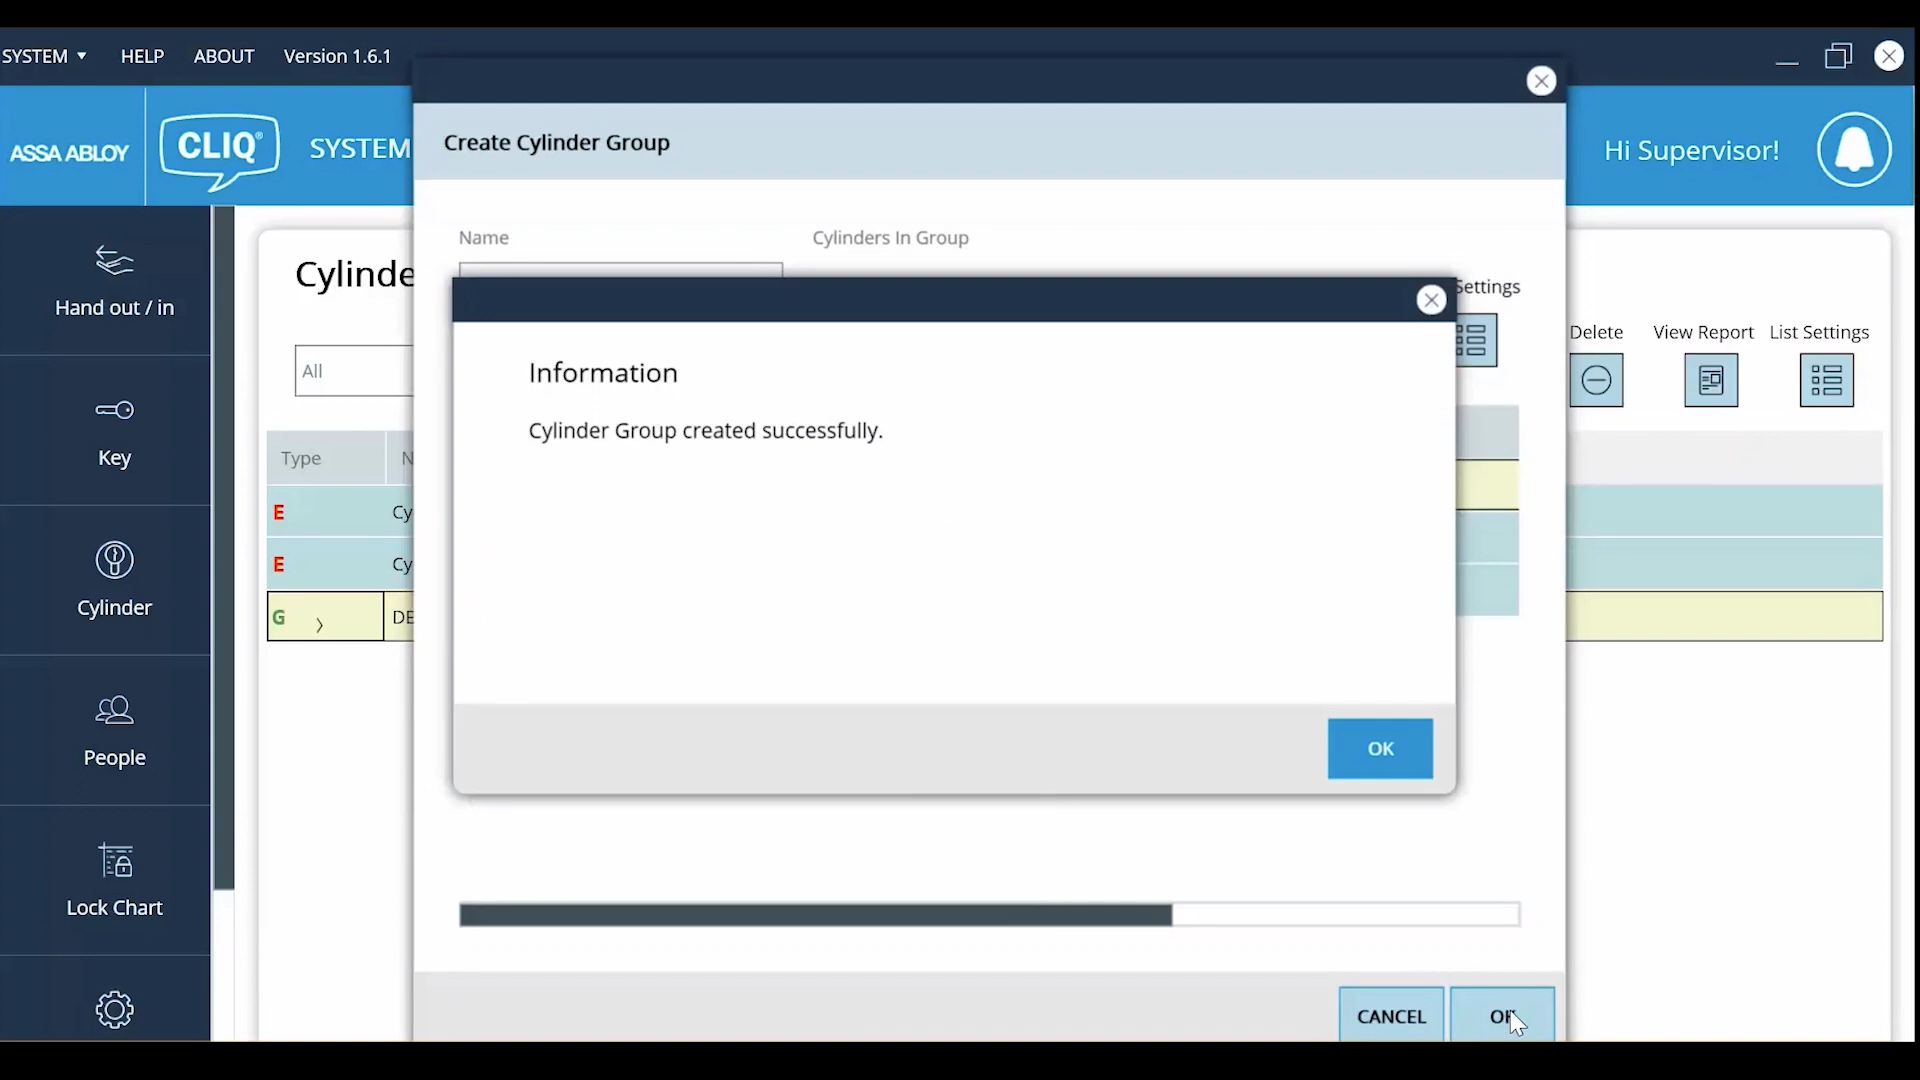 SYSTEM HELP ABOUT Version 1.6.1
ASSA ABLOY CLIQ® SYSTEM Hi Supervisor!
Create Cylinder Group
Hand out / in
Key
Cylinder
People
Lock Chart
Cylinde
All
Delete View Report List Settings
Type N
E Cy
E Cy
G DE
Name Cylinders In Group
Settings
Information
Cylinder Group created successfully.
OK
CANCEL OK